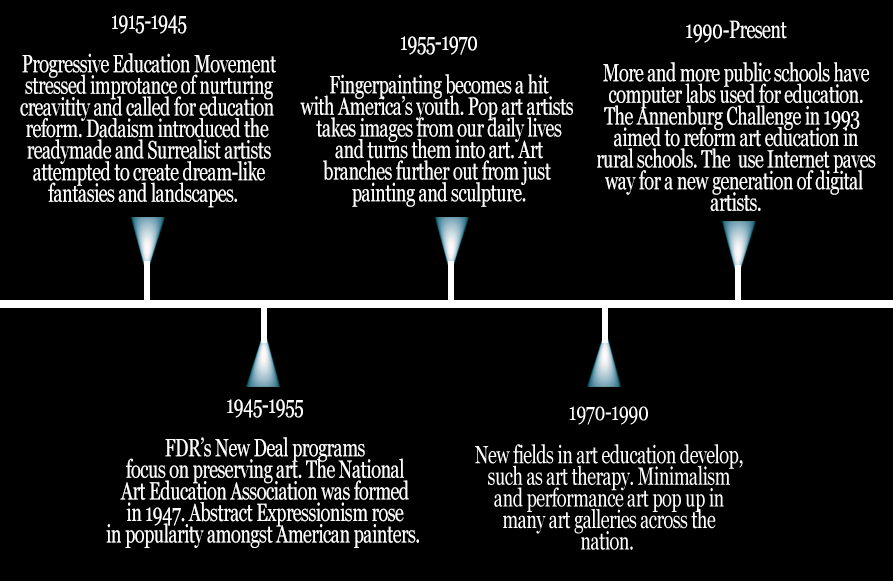 1915-1945
Progressive Education Movement
stressed improtance of nurturing
creavitity and called for education
reform. Dadaism introduced the
readymade and Surrealist artists
attempted to create dream-like
fantasies and landscapes.
1955-1970
Fingerpainting becomes a hit
with America's youth. Pop art artists
takes images from our daily lives
and turns them into art. Art
branches further out from just
painting and sculpture.
1990-Present
More and more public schools have
computer labs used for education.
The Annenburg Challenge in 1993
aimed to reform art education in
rural schools. The use Internet paves
way for a new generation of digital
artists.
1945-1955
FDR's New Deal programs
focus on preserving art. The National
Art Education Association was formed
in 1947. Abstract Expressionism rose
in popularity amongst American painters.
1970-1990
New fields in art education develop,
such as art therapy. Minimalism
and performance art pop up in
many art galleries across the
nation.